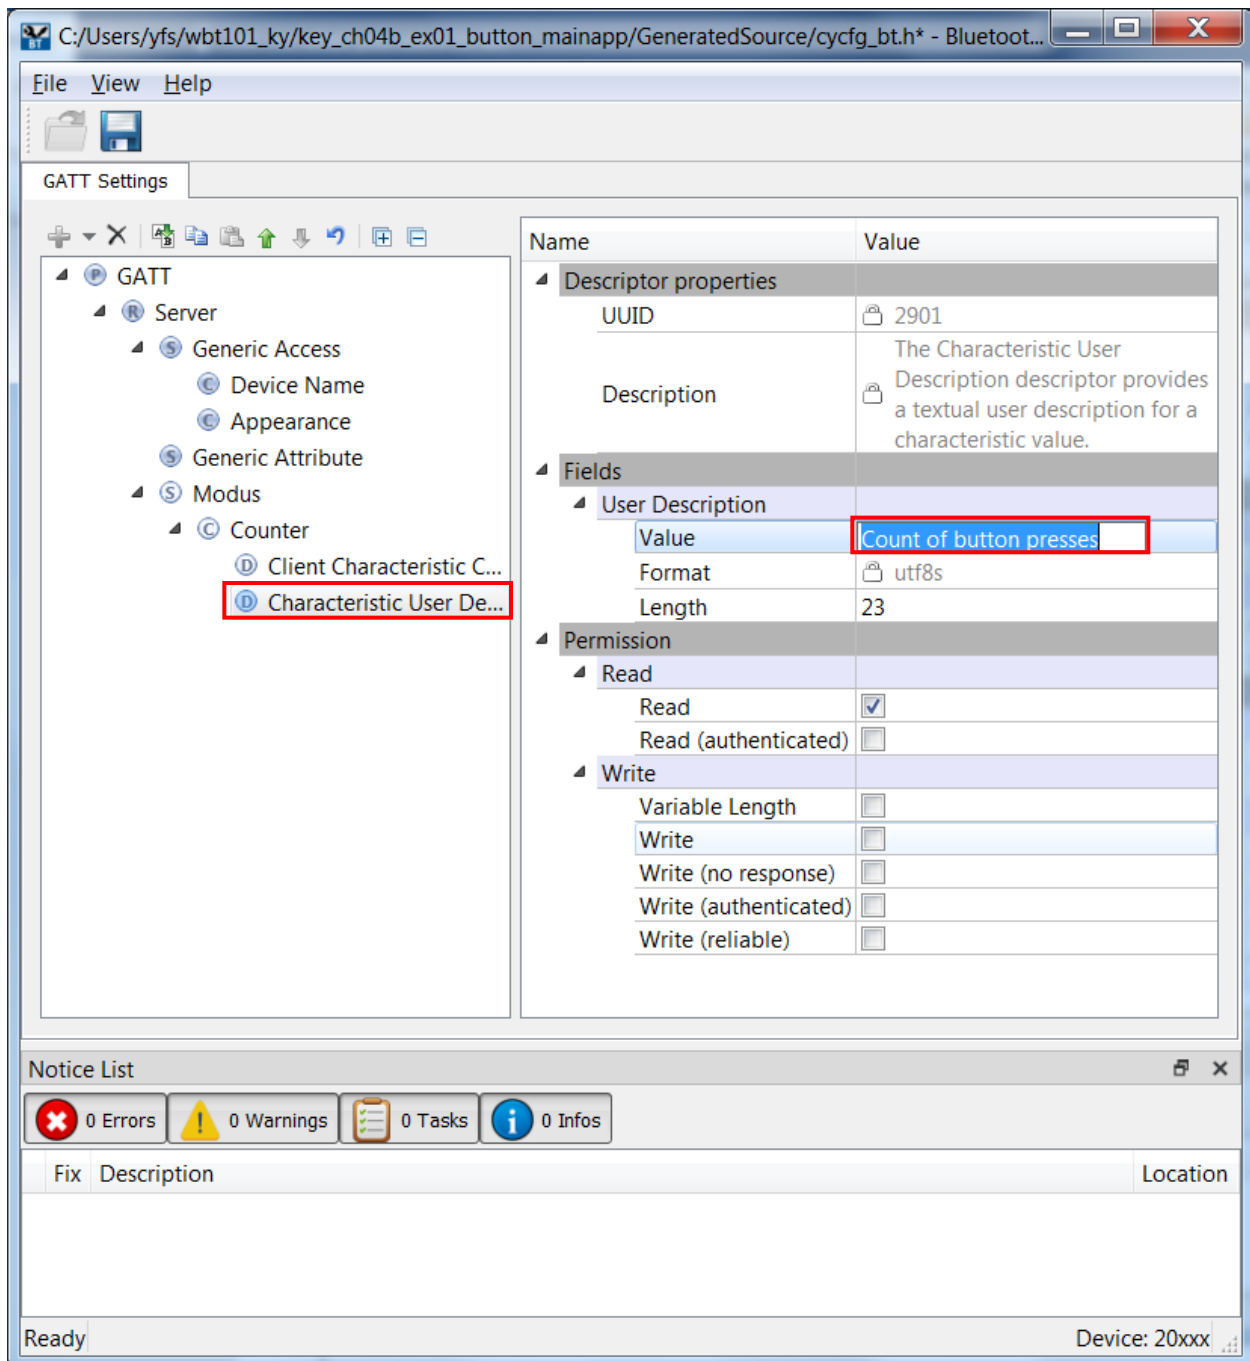 BT C:/Users/yfs/wbt101_ky/key_ch04b_ex01_button_mainapp/GeneratedSource/cycfg_bt.h* - Bluetoot...
File View Help
GATT Settings
P GATT
R Server
S Generic Access
C Device Name
C Appearance
S Generic Attribute
S Modus
C Counter
D Client Characteristic C...
D Characteristic User De...
Name Value
Descriptor properties
UUID 2901
Description The Characteristic User
Description descriptor provides
a textual user description for a
characteristic value.
Fields
User Description
Value Count of button presses
Format utf8s
Length 23
Permission
Read
Read
Read (authenticated)
Write
Variable Length
Write
Write (no response)
Write (authenticated)
Write (reliable)
Notice List
0 Errors 0 Warnings 0 Tasks 0 Infos
Fix Description Location
Ready Device: 20xxx